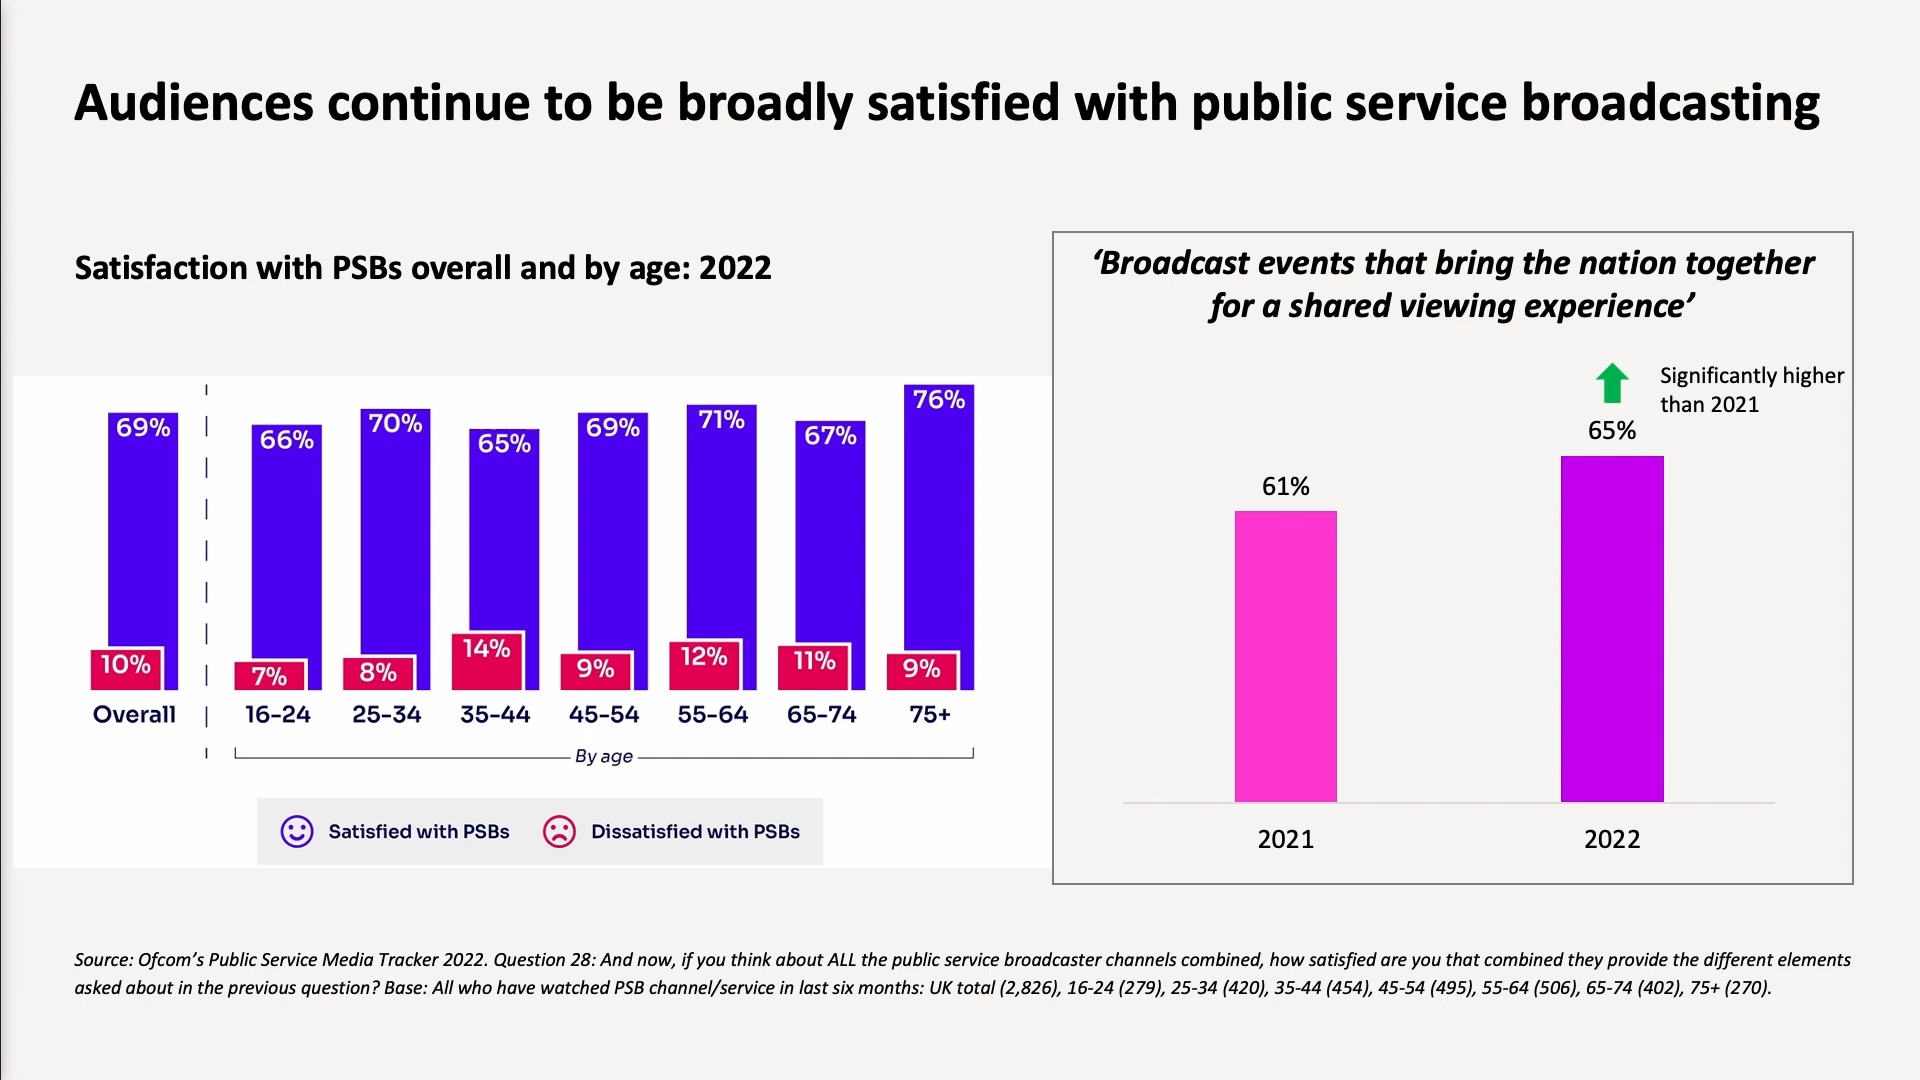 Audiences continue to be broadly satisfied with public service broadcasting
Satisfaction with PSBs overall and by age: 2022
69%
66%
70%
65%
69%
71%
67%
76%
10%
7%
8%
14%
9%
12%
11%
9%
Overall
16-24
25-34
35-44
45-54
55-64
65-74
75+
By age
Satisfied with PSBs
Dissatisfied with PSBs
‘Broadcast events that bring the nation together
for a shared viewing experience’
Significantly higher
than 2021
61%
65%
2021
2022
Source: Ofcom’s Public Service Media Tracker 2022. Question 28: And now, if you think about ALL the public service broadcaster channels combined, how satisfied are you that combined they provide the different elements
asked about in the previous question? Base: All who have watched PSB channel/service in last six months: UK total (2,826), 16-24 (279), 25-34 (420), 35-44 (454), 45-54 (495), 55-64 (506), 65-74 (402), 75+ (270).